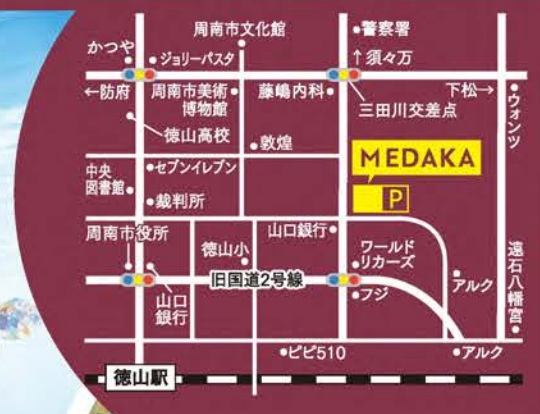 周南市文化館
警察署
かつや
ジョリーパスタ
↑須々万
←防府
周南市美術
博物館
藤嶋内科
下松→
三田川交差点
ウォンツ
徳山高校
敦煌
MEDAKA
中央
図書館
セブンイレブン
P
裁判所
周南市役所
徳山小
山口銀行
ワールド
リカーズ
遠石八幡宮
旧国道2号線
アルク
山口
銀行
フジ
ピピ510
アルク
徳山駅